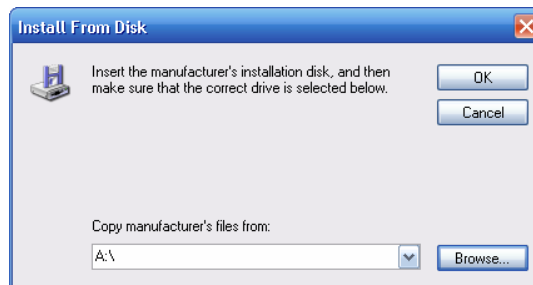 Install From Disk
Insert the manufacturer's installation disk, and then
make sure that the correct drive is selected below.
OK
Cancel
Copy manufacturer's files from:
A:\
Browse...